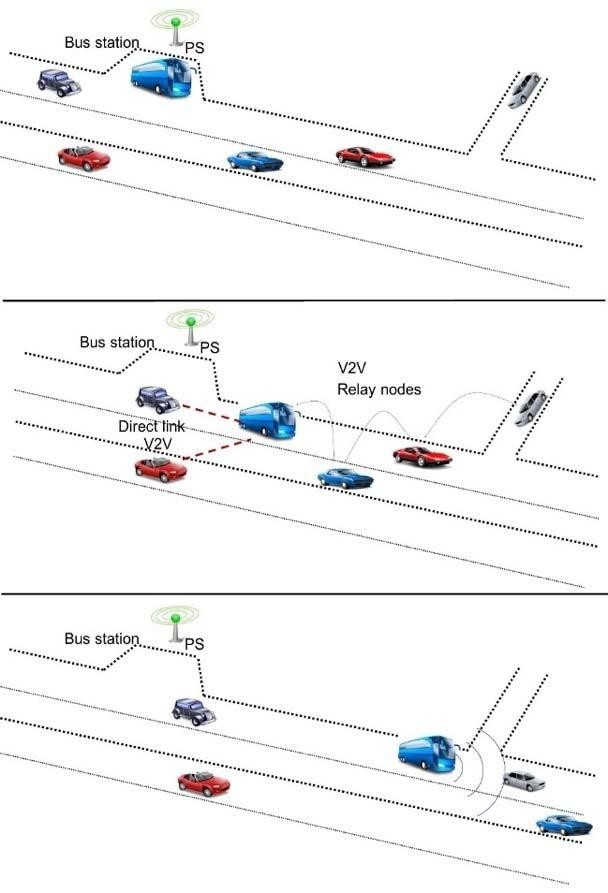 Bus station
PS
Bus station
PS
V2V
Relay nodes
Direct link
V2V
Bus station
PS